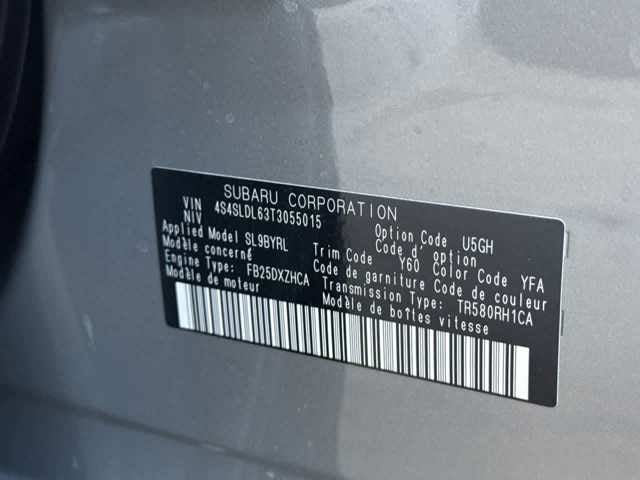 SUBARU CORPORATION
VIN
NIV 4S4SLDL63T3055015
Option Code U5GH
Code d' option
Applied Model SL9BYRL
Modèle concerné
Trim Code Y60 Color Code YFA
Code de garniture Code de couleur
Engine Type: FB25DXZHCA
Modèle de moteur
Transmission Type: TR580RH1CA
Modèle de boîtes vitesse